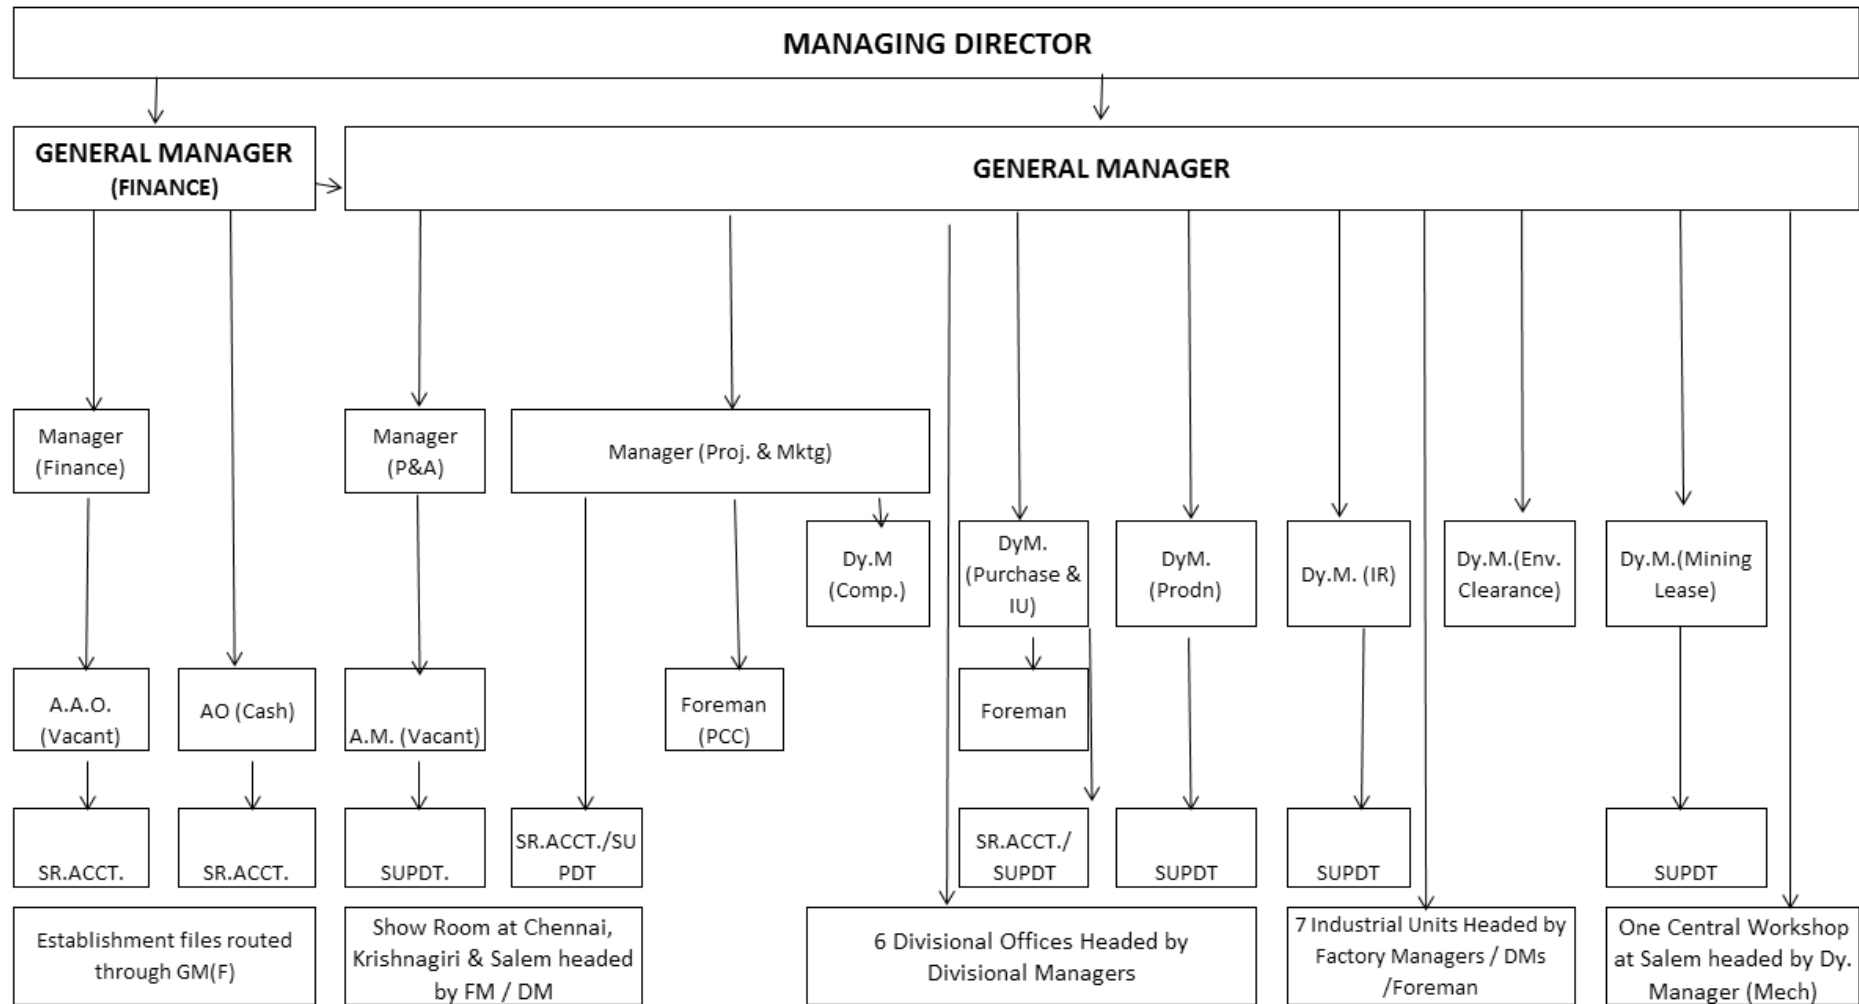 MANAGING DIRECTOR
GENERAL MANAGER
(FINANCE)
GENERAL MANAGER
Manager
(Finance)
Manager
(P&A)
Manager (Proj. & Mktg)
Dy.M
(Comp.)
DyM.
(Purchase &
IU)
DyM.
(Prodn)
Dy.M. (IR)
Dy.M.(Env.
Clearance)
Dy.M.(Mining
Lease)
A.A.O.
(Vacant)
AO (Cash)
A.M. (Vacant)
Foreman
(PCC)
Foreman
SR.ACCT.
SR.ACCT.
SUPDT.
SR.ACCT./SU
PDT
SR.ACCT./
SUPDT
SUPDT
SUPDT
SUPDT
Establishment files routed
through GM(F)
Show Room at Chennai,
Krishnagiri & Salem headed
by FM / DM
6 Divisional Offices Headed by
Divisional Managers
7 Industrial Units Headed by
Factory Managers / DMs
/Foreman
One Central Workshop
at Salem headed by Dy.
Manager (Mech)